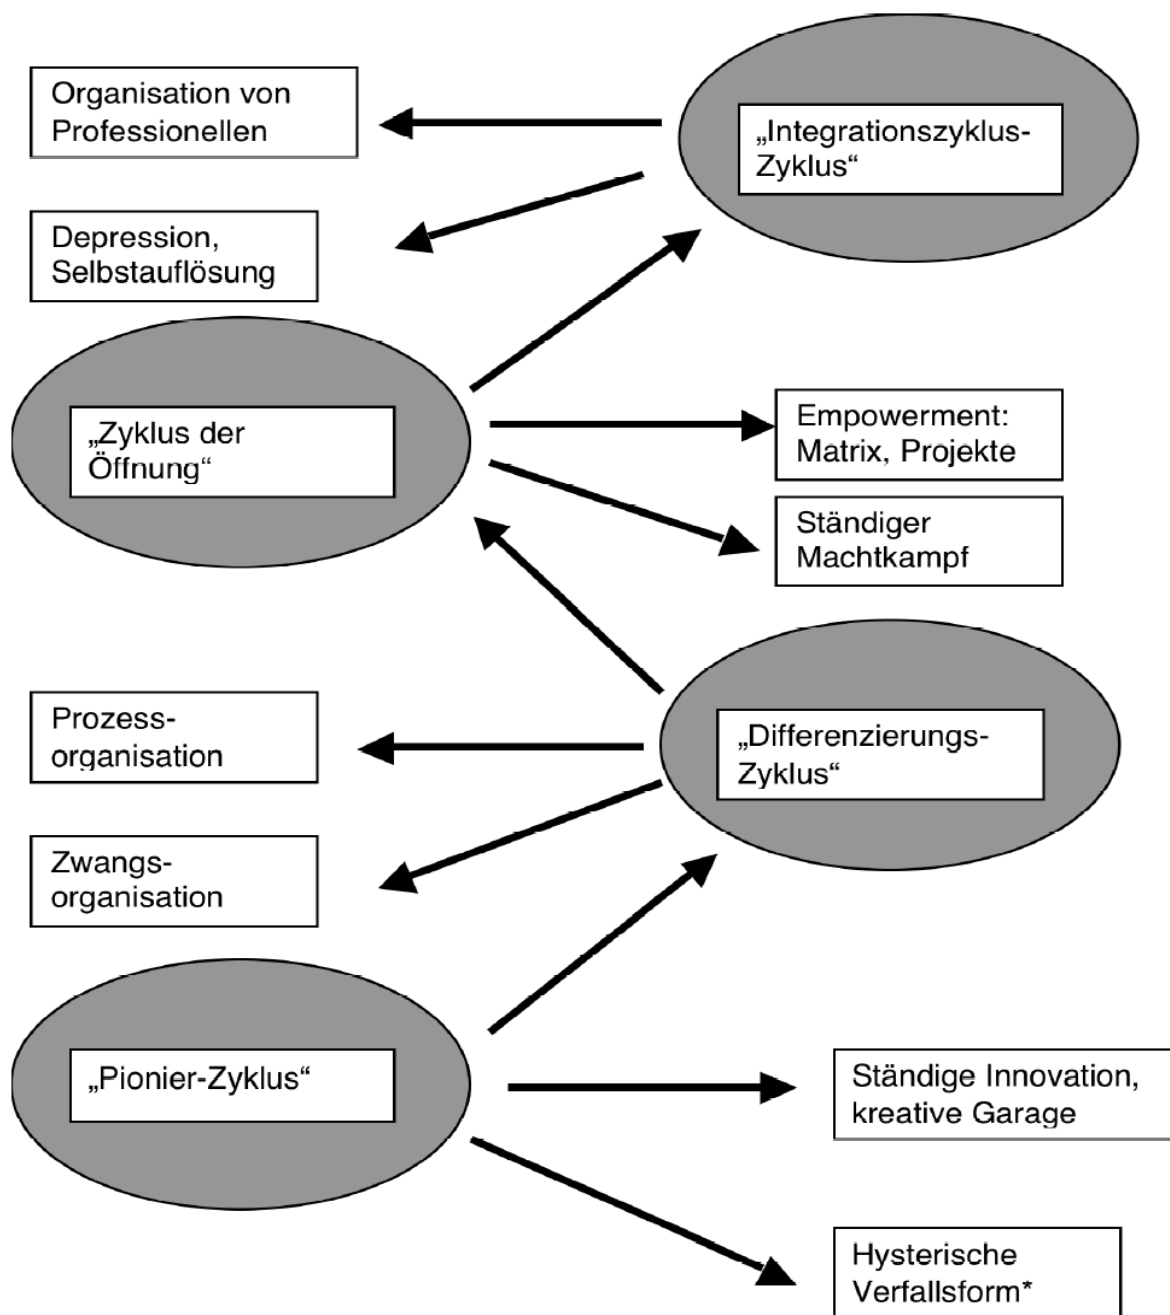 Organisation von
Professionellen
„Integrationszyklus-
Zyklus“
Depression,
Selbstauflösung
„Zyklus der
Öffnung“
Empowerment:
Matrix, Projekte
Ständiger
Machtkampf
Prozess-
organisation
„Differenzierungs-
Zyklus“
Zwangs-
organisation
„Pionier-Zyklus“
Ständige Innovation,
kreative Garage
Hysterische
Verfallsform*